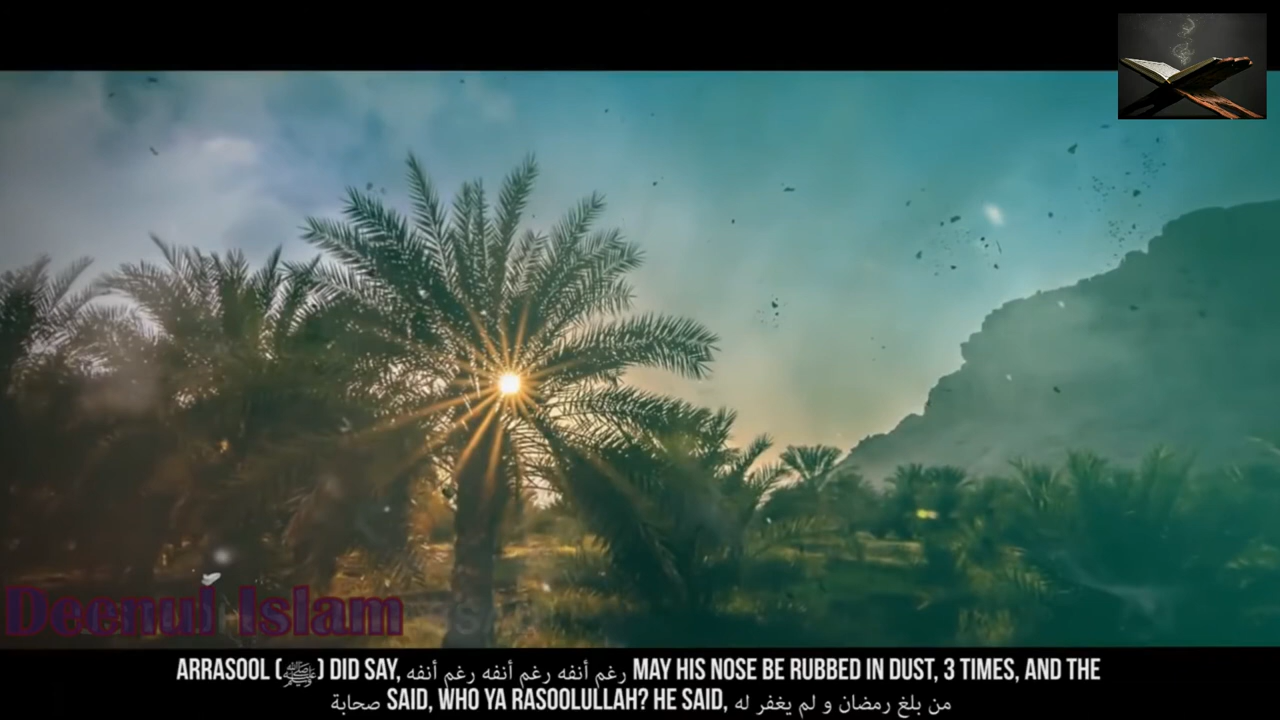 Deenul Islam
ARRASOOL (ﷺ) DID SAY, رغم أنفه رغم أنفه رغم أنفه MAY HIS NOSE BE RUBBED IN DUST, 3 TIMES, AND THE
صحابة SAID, WHO YA RASOOLULLAH? HE SAID, من بلغ رمضان و لم يغفر له